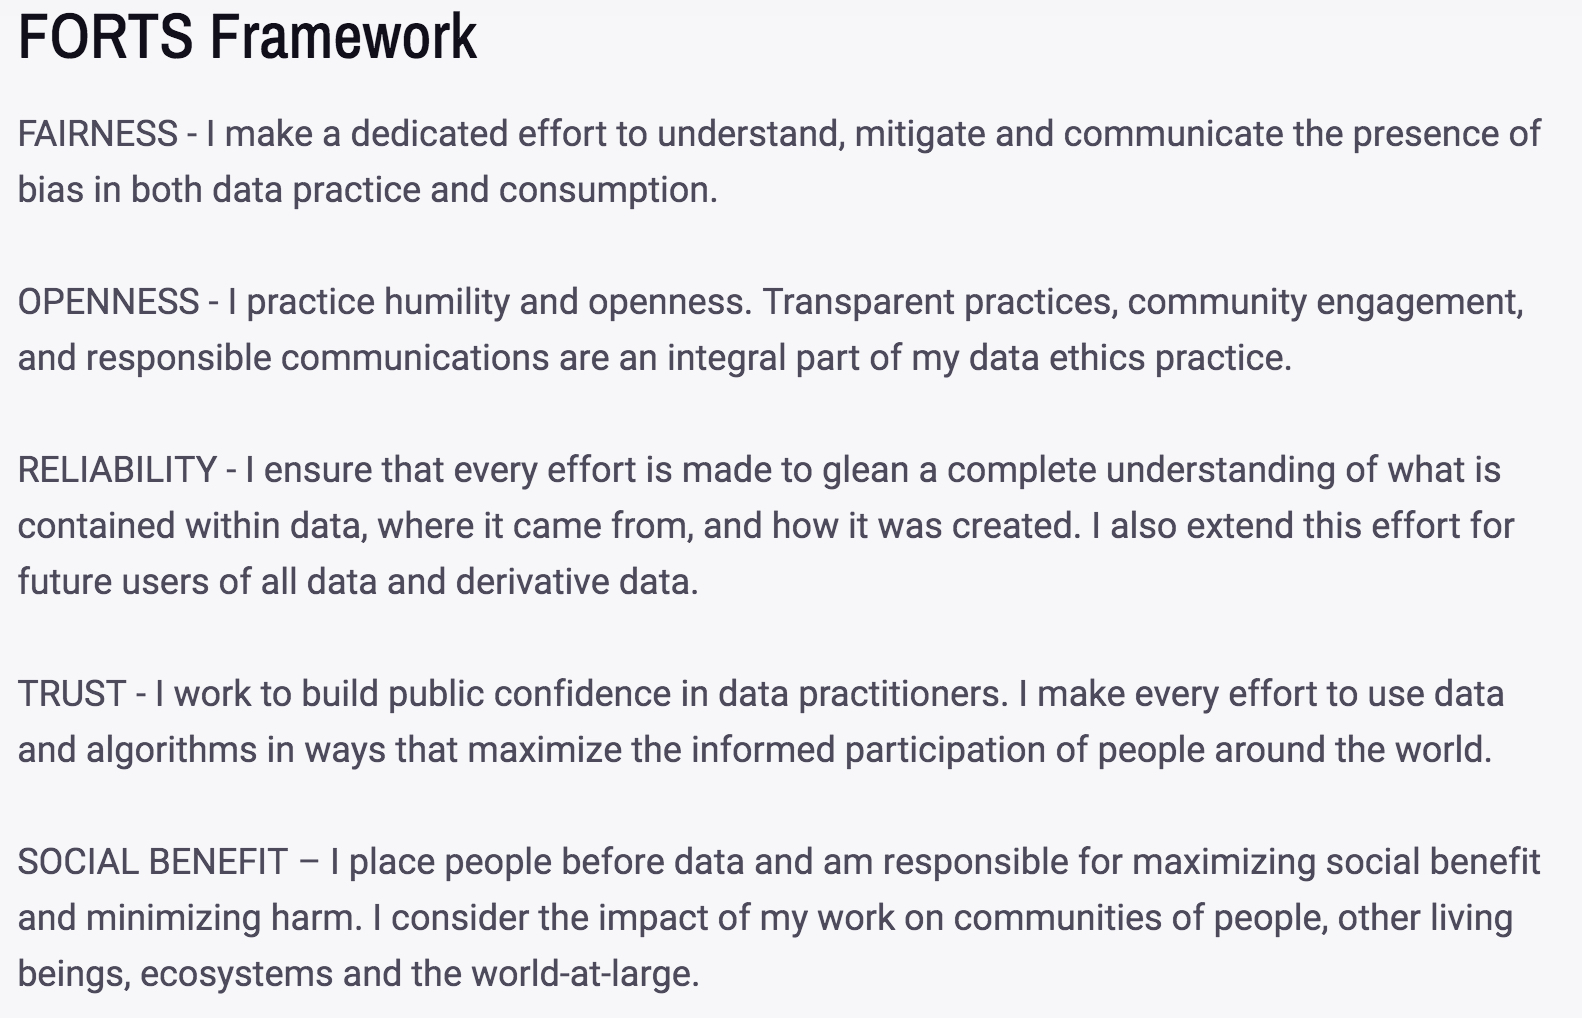 FORTS Framework
FAIRNESS - I make a dedicated effort to understand, mitigate and communicate the presence of
bias in both data practice and consumption.
OPENNESS - I practice humility and openness. Transparent practices, community engagement,
and responsible communications are an integral part of my data ethics practice.
RELIABILITY - I ensure that every effort is made to glean a complete understanding of what is
contained within data, where it came from, and how it was created. I also extend this effort for
future users of all data and derivative data.
TRUST - I work to build public confidence in data practitioners. I make every effort to use data
and algorithms in ways that maximize the informed participation of people around the world.
SOCIAL BENEFIT – I place people before data and am responsible for maximizing social benefit
and minimizing harm. I consider the impact of my work on communities of people, other living
beings, ecosystems and the world-at-large.